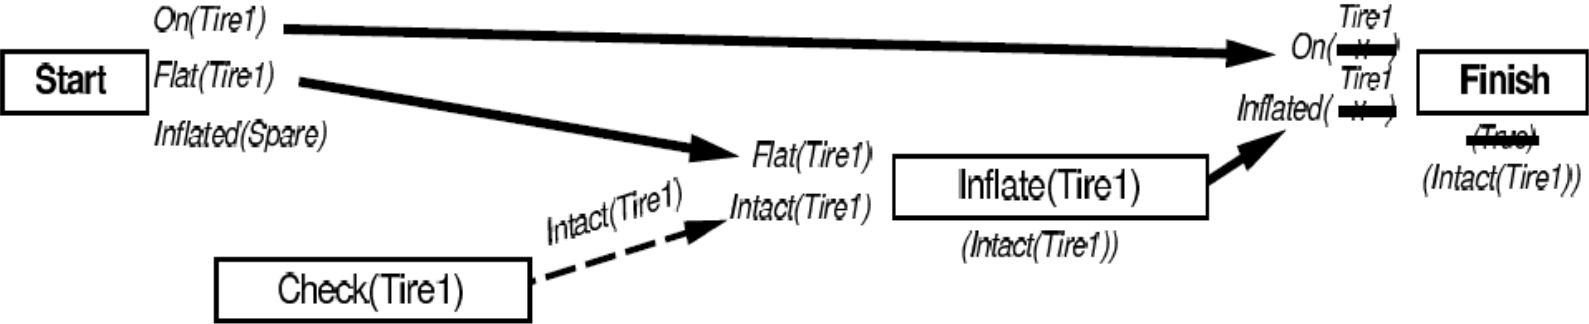 On(Tire1)
Start
Flat(Tire1)
Inflated(Spare)
Tire1
On( x )
Tire1
Inflated( x )
Finish
(True)
(Intact(Tire1))
Flat(Tire1)
Intact(Tire1)
Inflate(Tire1)
(Intact(Tire1))
Intact(Tire1)
Check(Tire1)